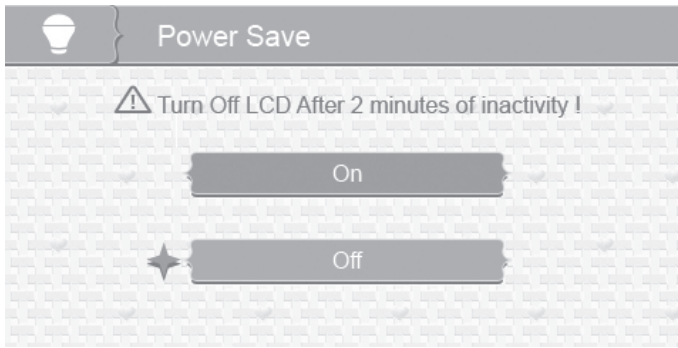 Power Save
Turn Off LCD After 2 minutes of inactivity !
On
Off